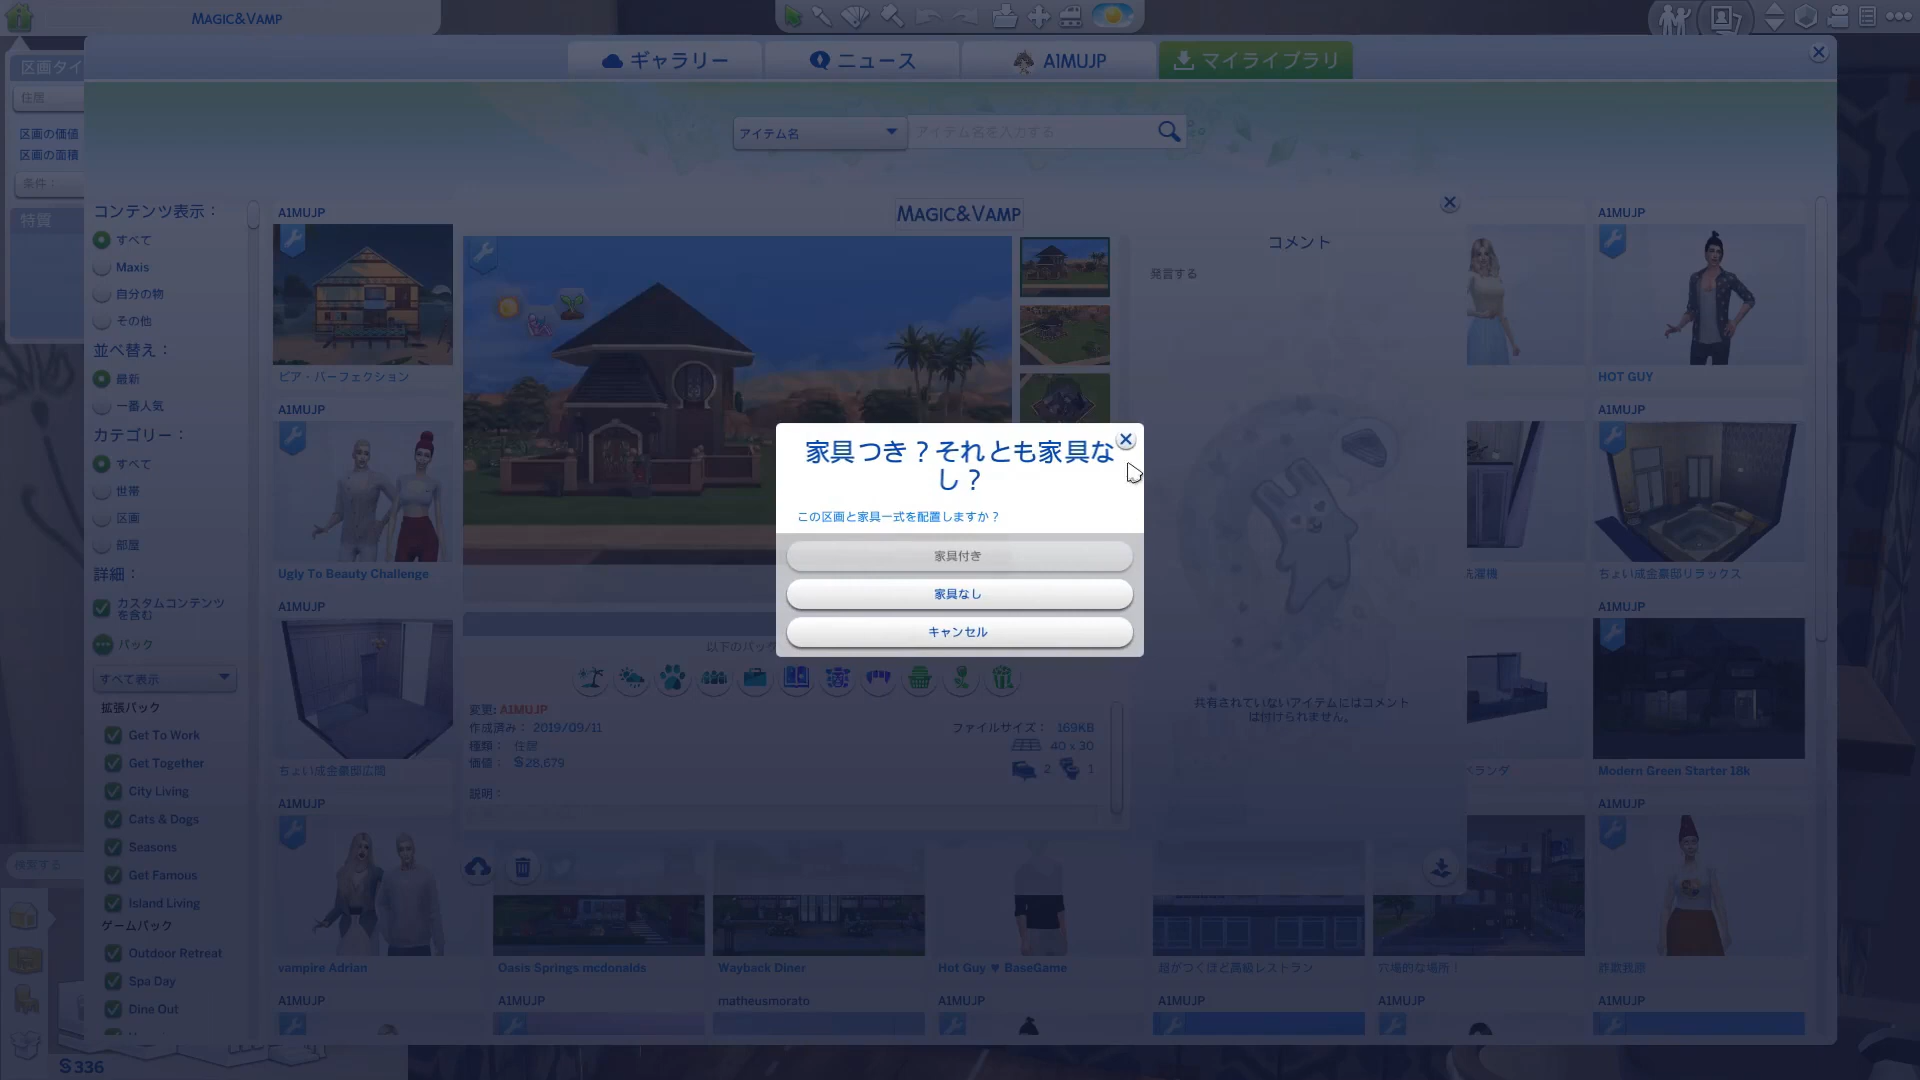 MAGIC&VAMP
区画タイ
住居
区画の価値
区画の面積
条件：
特質
ギャラリー
ニュース
A1MUJP
マイライブラリ
アイテム名
アイテム名を入力する
コンテンツ表示：
すべて
Maxis
自分の物
その他
並べ替え：
最新
一番人気
カテゴリー：
すべて
世帯
区画
部屋
詳細：
カスタムコンテンツ
を含む
パック
すべて表示
拡張パック
Get To Work
Get Together
City Living
Cats & Dogs
Seasons
Get Famous
Island Living
ゲームパック
Outdoor Retreat
Spa Day
Dine Out
検索する
§336
A1MUJP
ピア・パーフェクション
A1MUJP
Ugly To Beauty Challenge
A1MUJP
ちょい成金豪邸広間
A1MUJP
vampire Adrian
A1MUJP
MAGIC&VAMP
コメント
発言する
家具つき？それとも家具な
し？
この区画と家具一式を配置しますか？
家具付き
家具なし
キャンセル
以下のパック
変更: A1MUJP
作成済み： 2019/09/11
種類： 住居
価値： §28,679
説明：
ファイルサイズ： 169KB
40 x 30
2
1
共有されていないアイテムにはコメント
は付けられません。
A1MUJP
HOT GUY
A1MUJP
洗濯機
ちょい成金豪邸リラックス
A1MUJP
ベランダ
Modern Green Starter 18k
A1MUJP
Oasis Springs mcdonalds
Wayback Diner
Hot Guy ♥ BaseGame
超がつくほど高級レストラン
穴場的な場所！
A1MUJP
matheusmorato
A1MUJP
A1MUJP
A1MUJP
A1MUJP